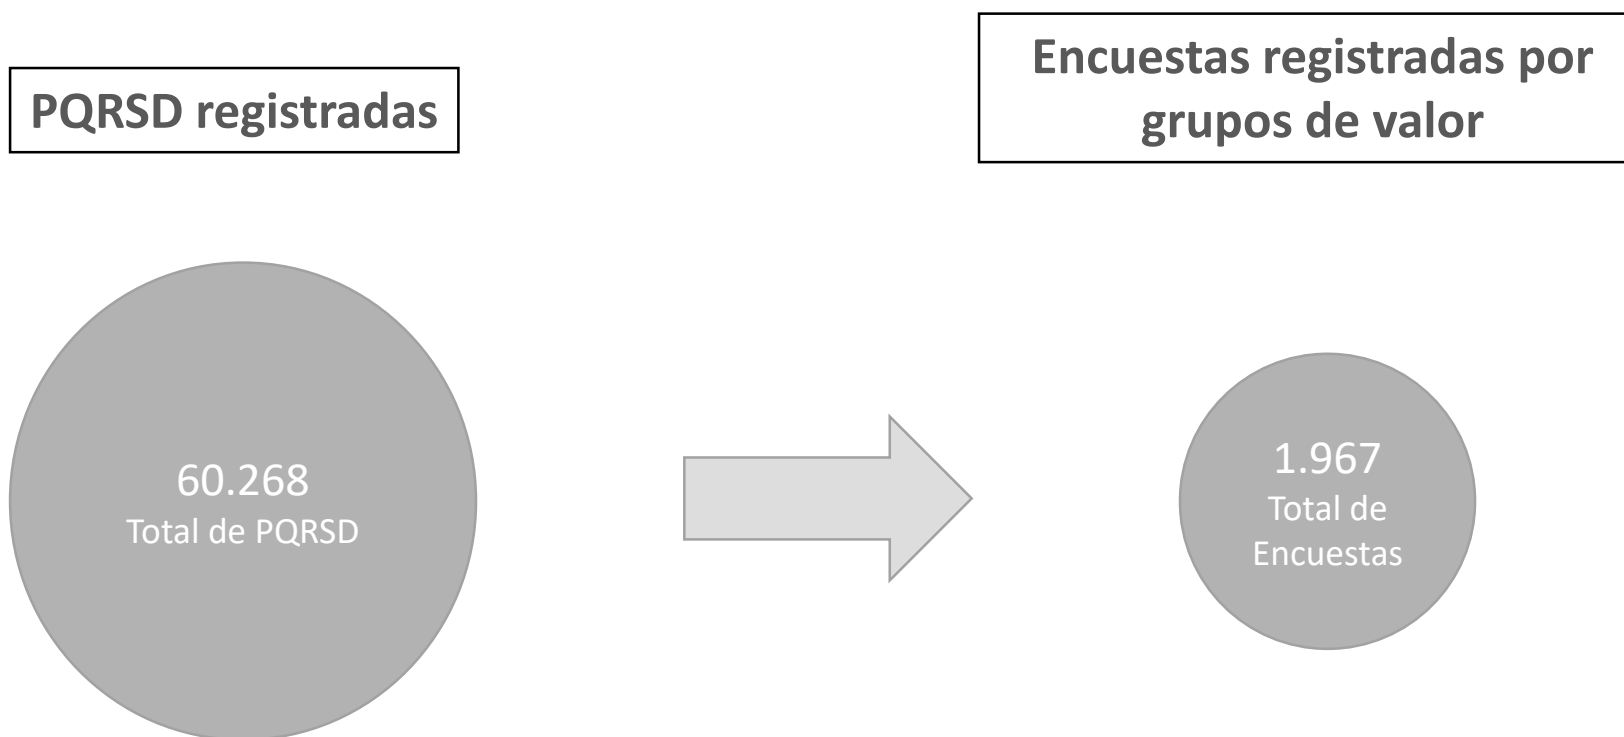 PQRSD registradas
Encuestas registradas por
grupos de valor
60.268
Total de PQRSD
1.967
Total de
Encuestas